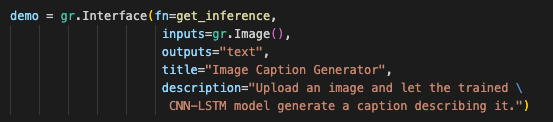 demo = gr.Interface(fn=get_inference,
inputs=gr.Image(),
outputs="text",
title="Image Caption Generator",
description="Upload an image and let the trained \
CNN-LSTM model generate a caption describing it.")